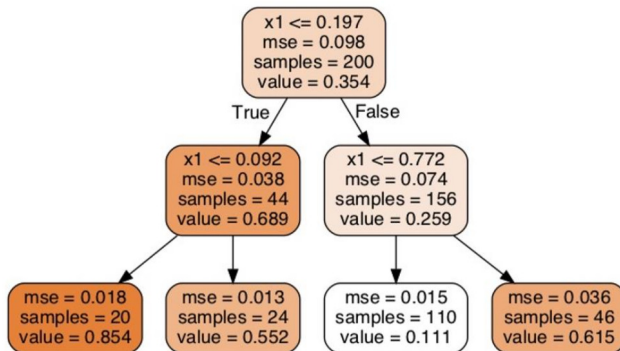 x1 <= 0.197
mse = 0.098
samples = 200
value = 0.354
True
False
x1 <= 0.092
mse = 0.038
samples = 44
value = 0.689
x1 <= 0.772
mse = 0.074
samples = 156
value = 0.259
mse = 0.018
samples = 20
value = 0.854
mse = 0.013
samples = 24
value = 0.552
mse = 0.015
samples = 110
value = 0.111
mse = 0.036
samples = 46
value = 0.615